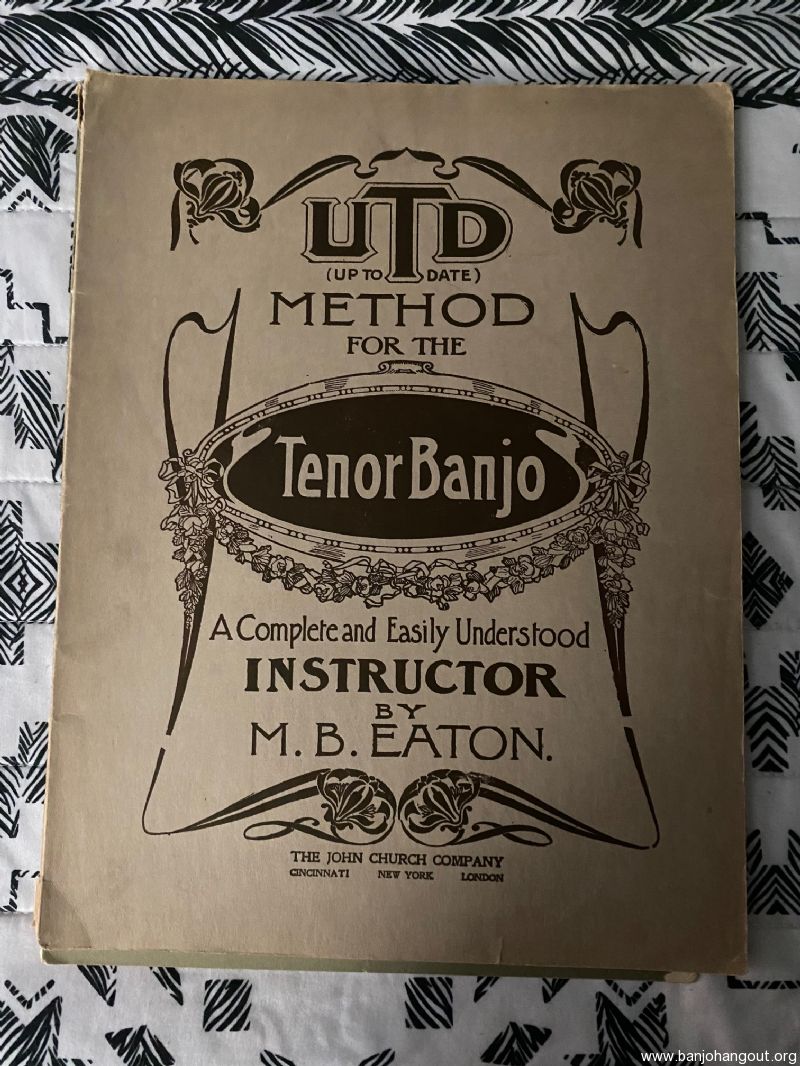 UTD
(UP TO DATE)
METHOD
FOR THE
Tenor Banjo
A Complete and Easily Understood
INSTRUCTOR
BY
M. B. EATON.
THE JOHN CHURCH COMPANY
CINCINNATI NEW YORK LONDON
www.banjohangout.org